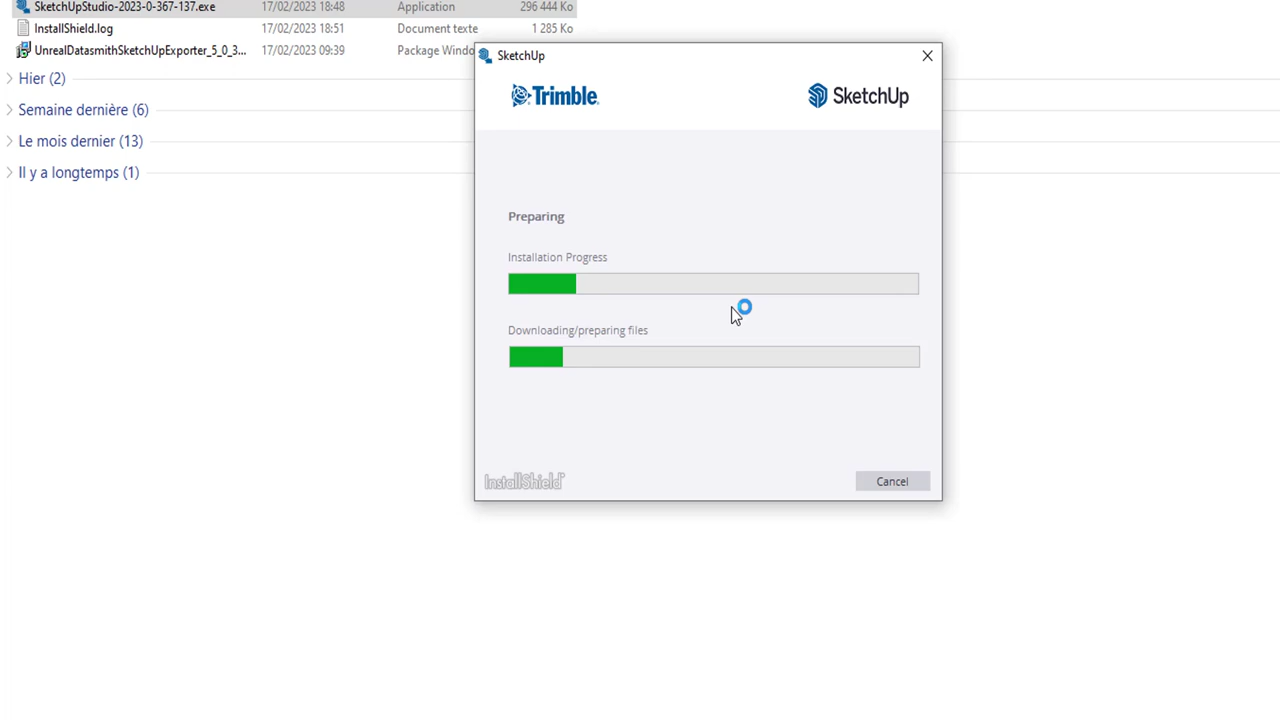 SketchUpStudio-2023-0-367-137.exe 17/02/2023 18:48 Application 296 444 Ko
InstallShield.log 17/02/2023 18:51 Document texte 1 285 Ko
UnrealDatasmithSketchUpExporter_5_0_3... 17/02/2023 09:39 Package Windo
Hier (2)
Semaine dernière (6)
Le mois dernier (13)
Il y a longtemps (1)
SketchUp
Trimble SketchUp
Preparing
Installation Progress
Downloading/preparing files
InstallShield Cancel